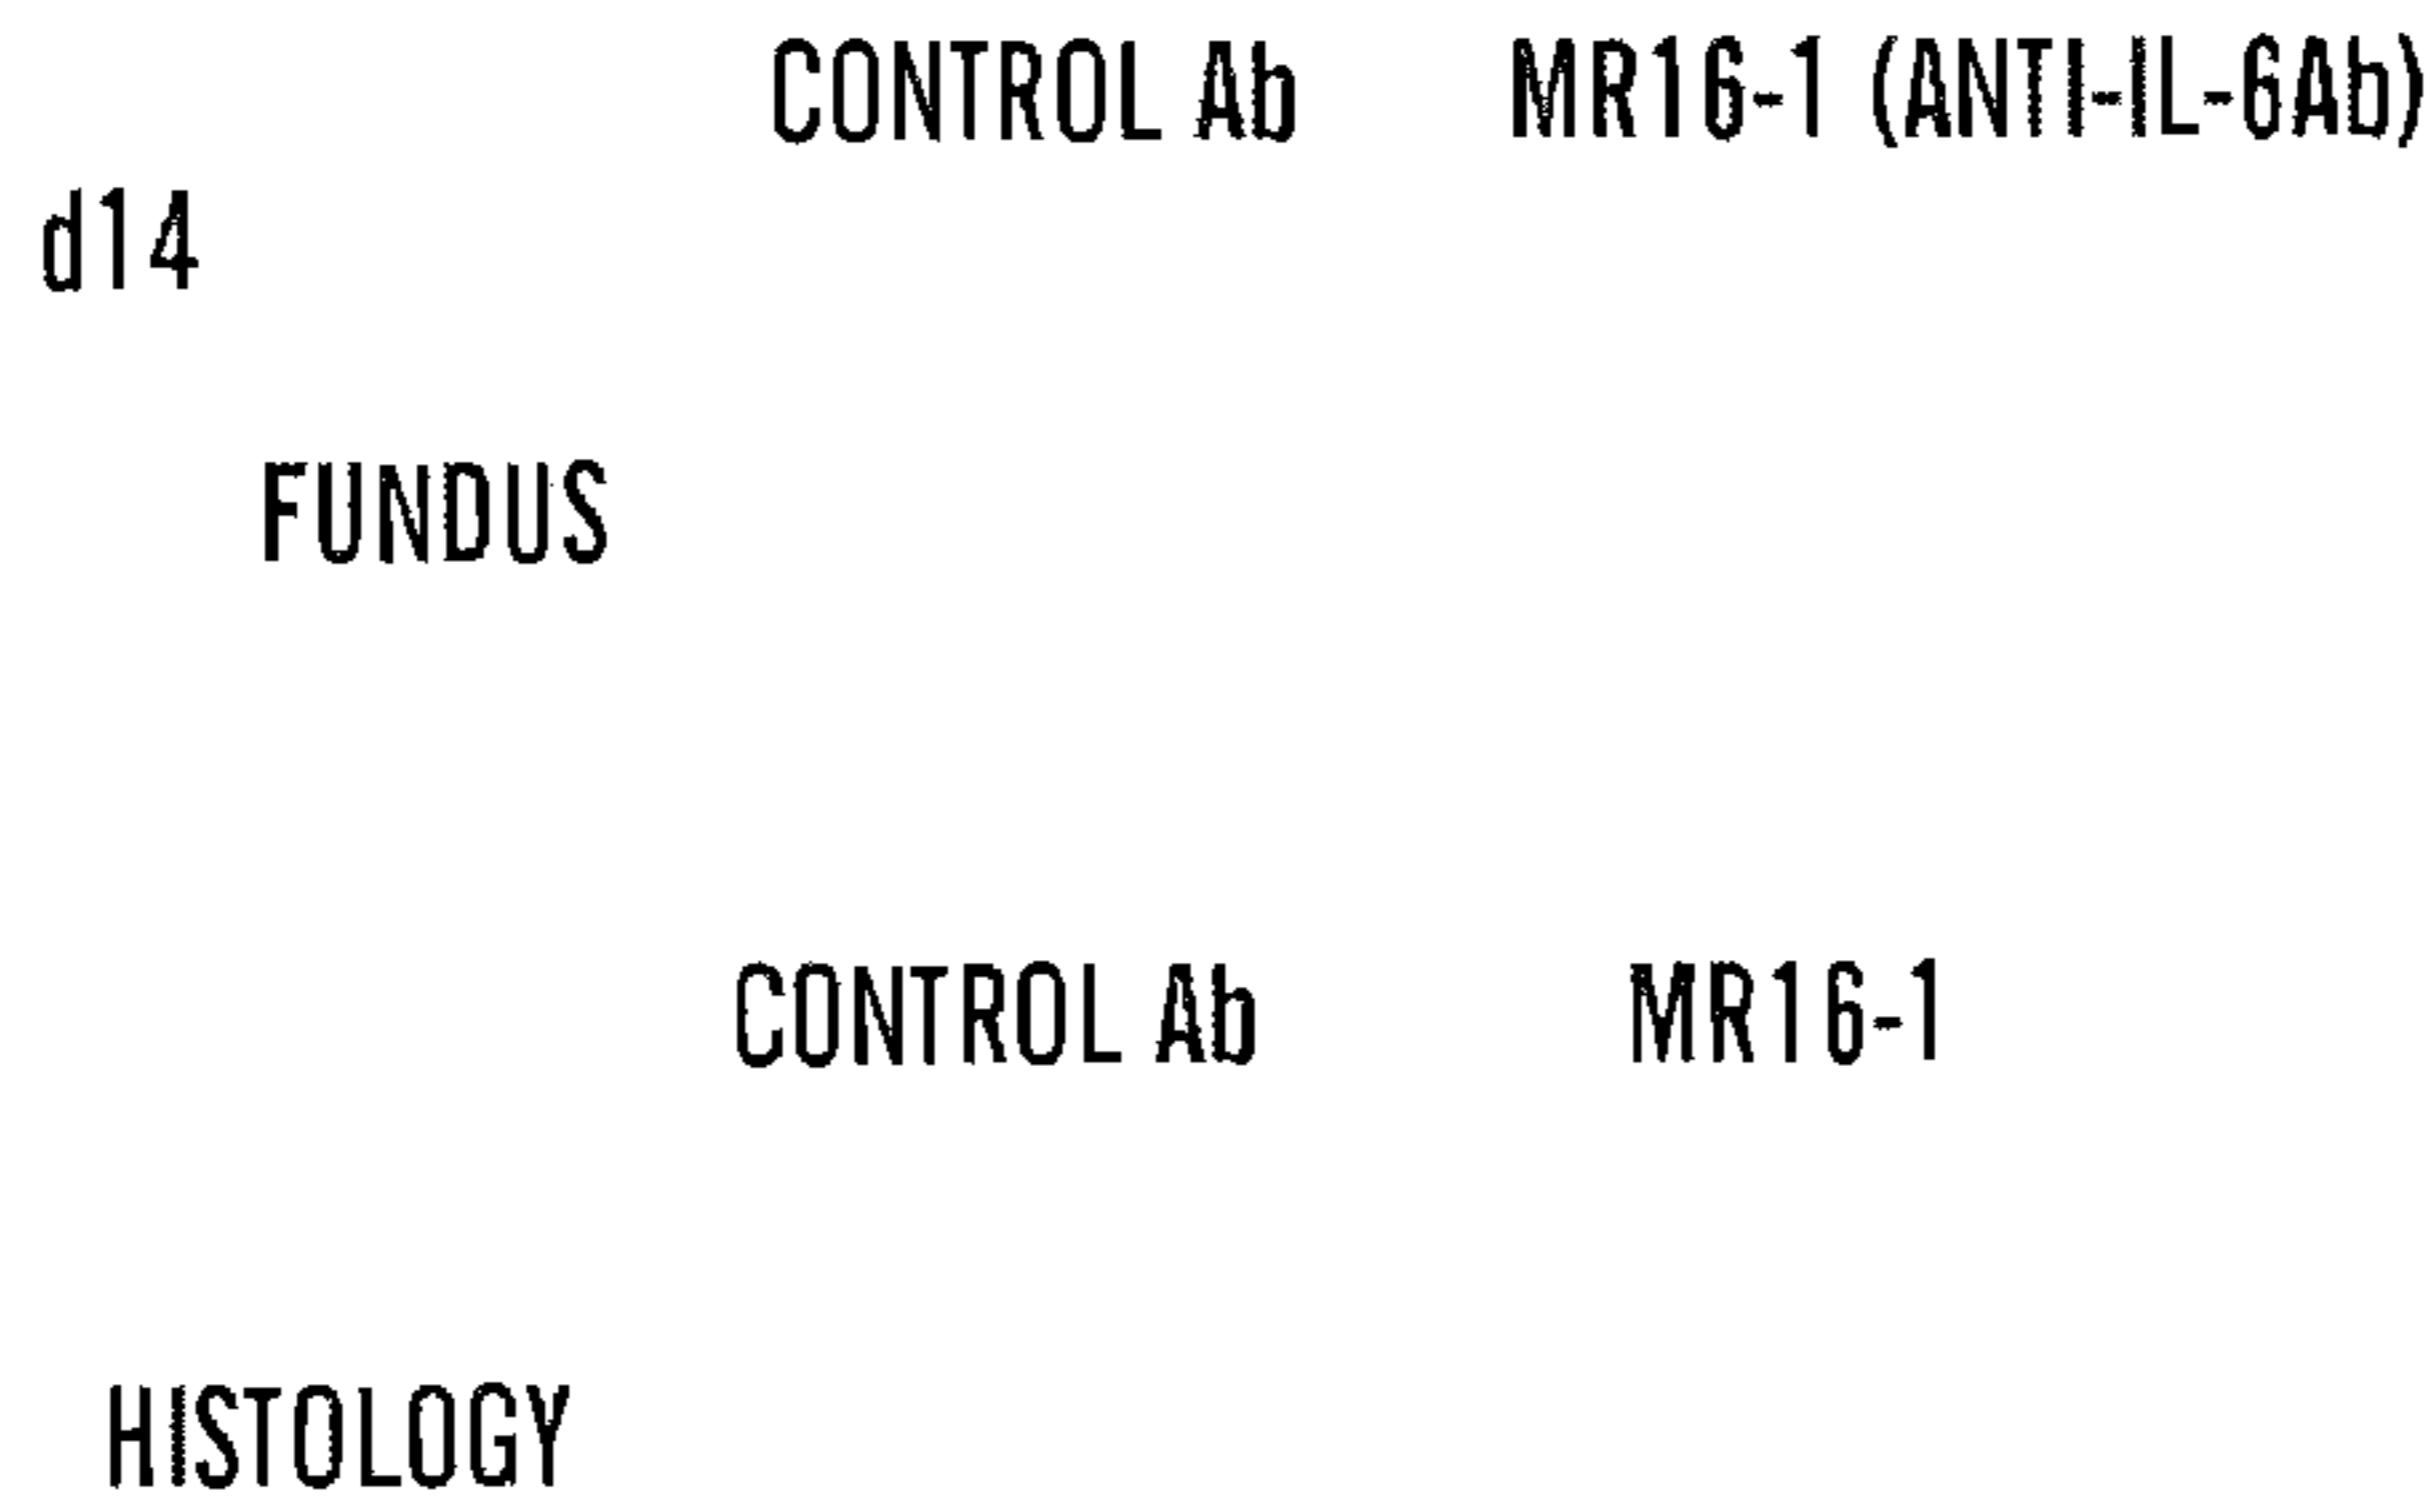 CONTROL Ab MR16-1 (ANTI-IL-6Ab)
d14
FUNDUS
CONTROL Ab MR16-1
HISTOLOGY